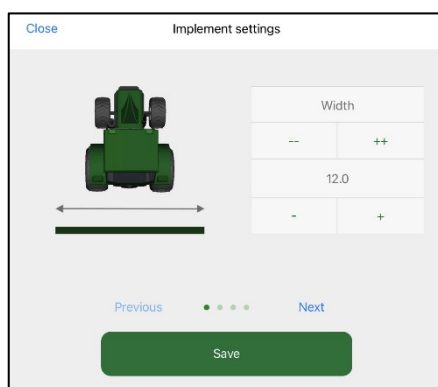 Close Implement settings
Width
-- ++
12.0
- +
Previous Next
Save